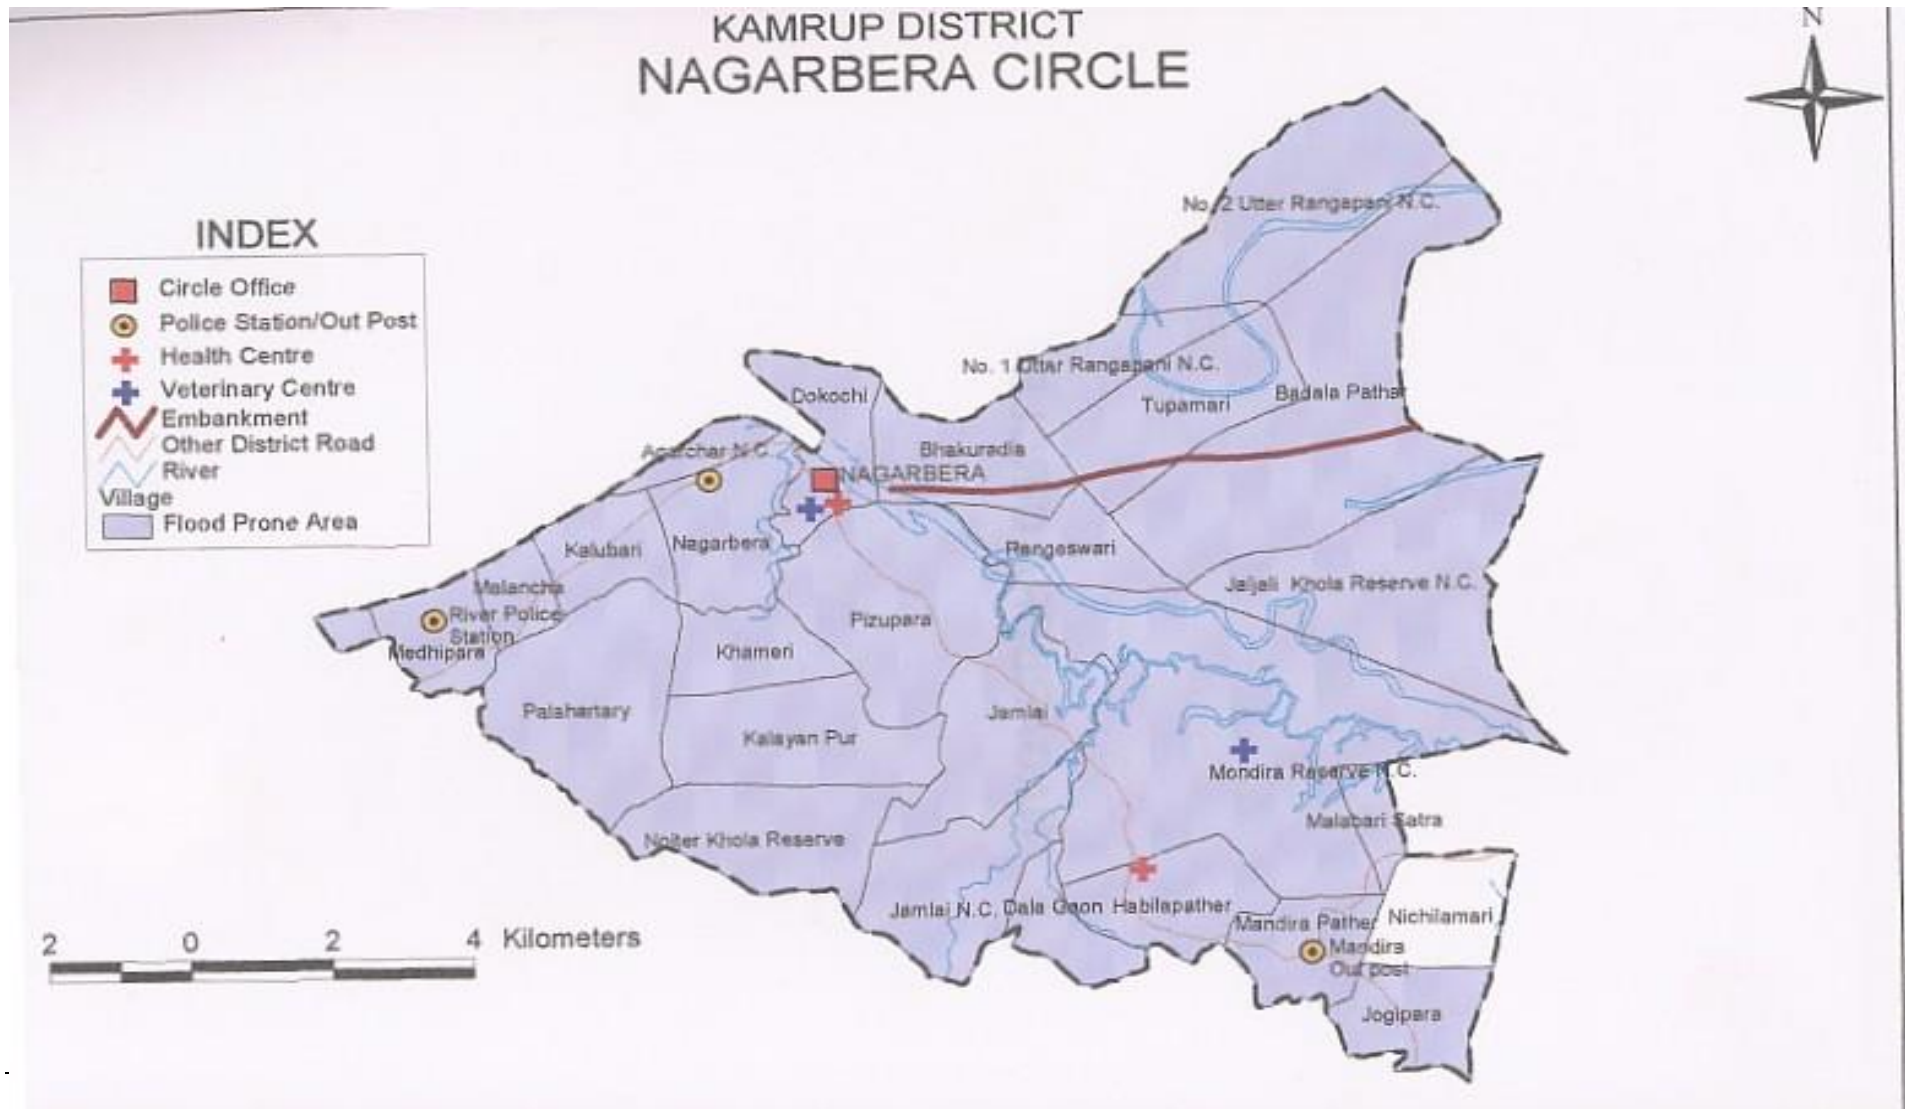 KAMRUP DISTRICT
NAGARBERA CIRCLE
N
INDEX
Circle Office
Police Station/Out Post
Health Centre
Veterinary Centre
Embankment
Other District Road
River
Village
Flood Prone Area
No. 2 Utter Rangapani N.C.
No. 1 Uttar Rangapani N.C.
Dokochi
Tupamari
Badala Pathar
Agarchar N.C.
Bhakuradia
NAGARBERA
Kalubari
Nagarbera
Rangeswari
Malancha
Jaljali Khola Reserve N.C.
River Police
Station
Medhipara
Pizupara
Khameri
Palahartary
Jamlai
Kalayan Pur
Mondira Reserve N.C.
Malabari Satra
Noiter Khola Reserve
Jamlai N.C.
Dala Gaon
Habilapather
Mandira Pather
Nichilamari
Mandira
Out post
Jogipara
2 0 2 4 Kilometers